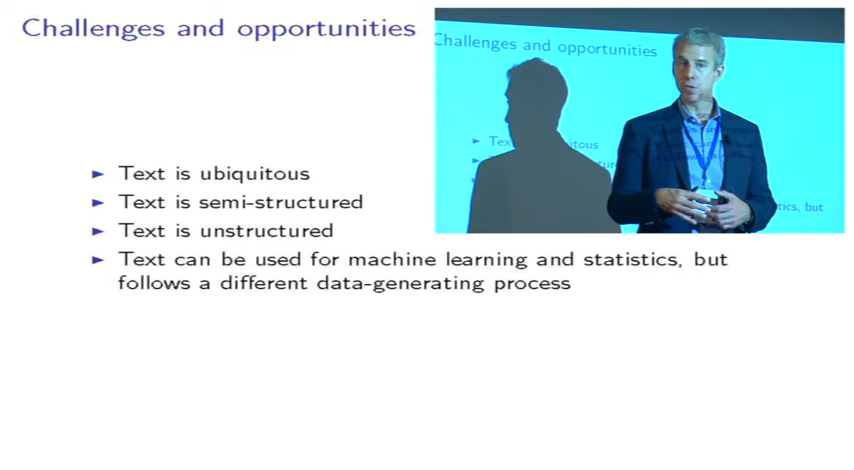 Challenges and opportunities
Challenges and opportunities
Text is ubiquitous
Text is semi-structured
Text is unstructured
Text can be used for machine learning and statistics, but
follows a different data-generating process